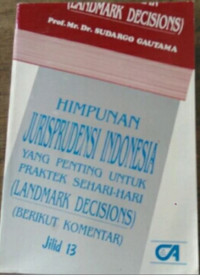 (LANDMARK DECISIONS)
Prof. Mr. Dr. SUDARGO GAUTAMA
HIMPUNAN
JURISPRUDENSI INDONESIA
YANG PENTING UNTUK
PRAKTEK SEHARI-HARI
(LANDMARK DECISIONS)
(BERIKUT KOMENTAR)
Jilid 13
CA